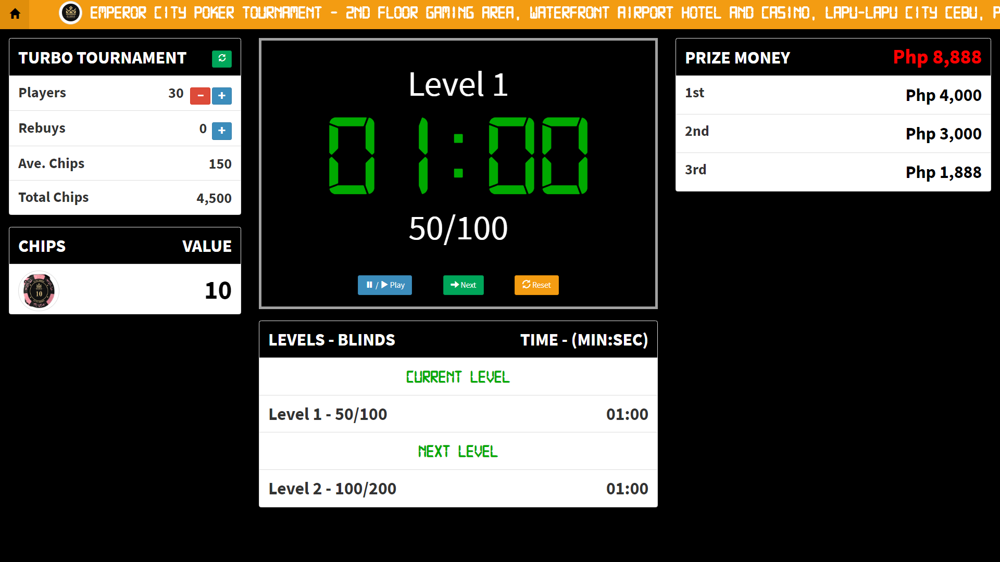 EMPEROR CITY POKER TOURNAMENT - 2ND FLOOR GAMING AREA, WATERFRONT AIRPORT HOTEL AND CASINO, LAPU-LAPU CITY CEBU, P
TURBO TOURNAMENT
Players 30 - +
Rebuys 0 +
Ave. Chips 150
Total Chips 4,500
CHIPS VALUE
10
10
Level 1
01:00
50/100
/ Play
Next
Reset
LEVELS - BLINDS TIME - (MIN:SEC)
CURRENT LEVEL
Level 1 - 50/100 01:00
NEXT LEVEL
Level 2 - 100/200 01:00
PRIZE MONEY Php 8,888
1st Php 4,000
2nd Php 3,000
3rd Php 1,888